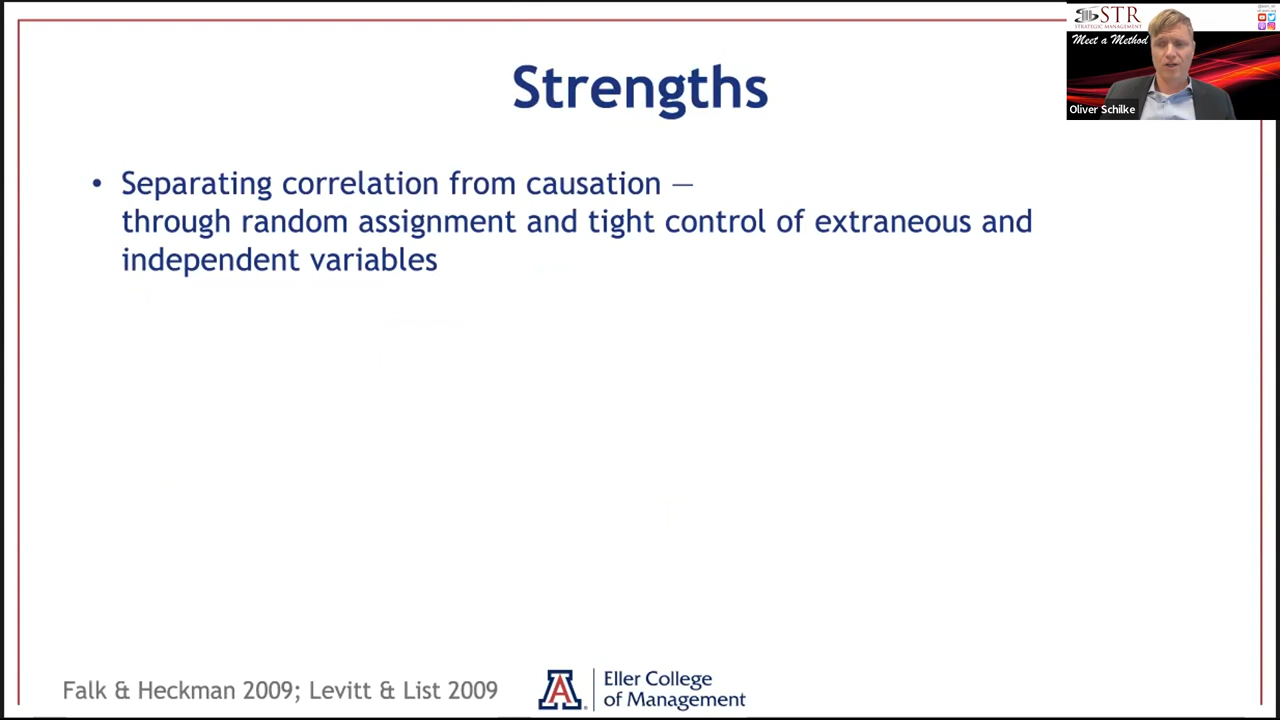 Strengths
• Separating correlation from causation —
through random assignment and tight control of extraneous and
independent variables
Falk & Heckman 2009; Levitt & List 2009
A
Eller College
of Management
STR
STRATEGIC MANAGEMENT
Meet a Method
Oliver Schilke